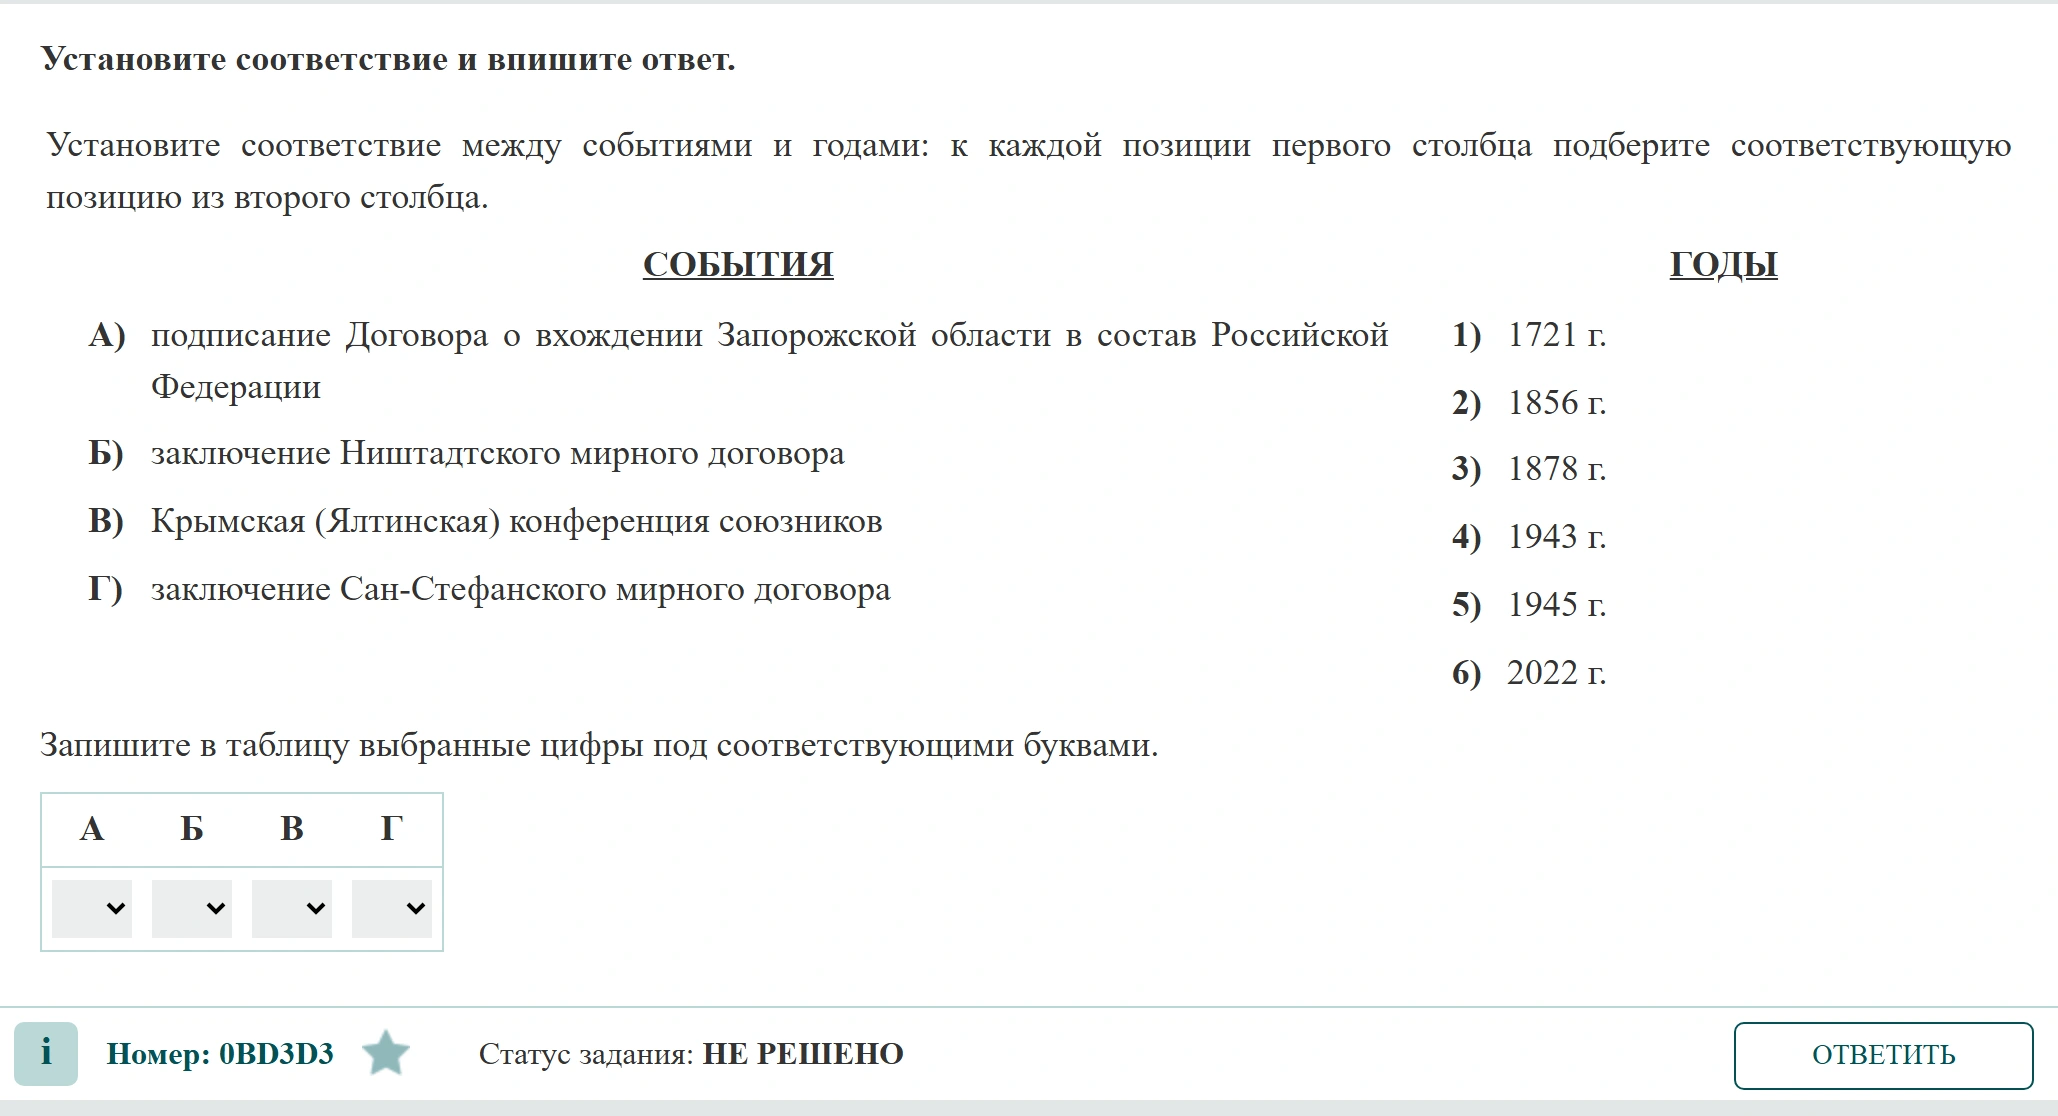 Установите соответствие и впишите ответ.
Установите соответствие между событиями и годами: к каждой позиции первого столбца подберите соответствующую
позицию из второго столбца.
СОБЫТИЯ
А) подписание Договора о вхождении Запорожской области в состав Российской
Федерации
Б) заключение Ништадтского мирного договора
В) Крымская (Ялтинская) конференция союзников
Г) заключение Сан-Стефанского мирного договора
ГОДЫ
1) 1721 г.
2) 1856 г.
3) 1878 г.
4) 1943 г.
5) 1945 г.
6) 2022 г.
Запишите в таблицу выбранные цифры под соответствующими буквами.
А Б В Г
i Номер: 0BD3D3 Статус задания: НЕ РЕШЕНО ОТВЕТИТЬ